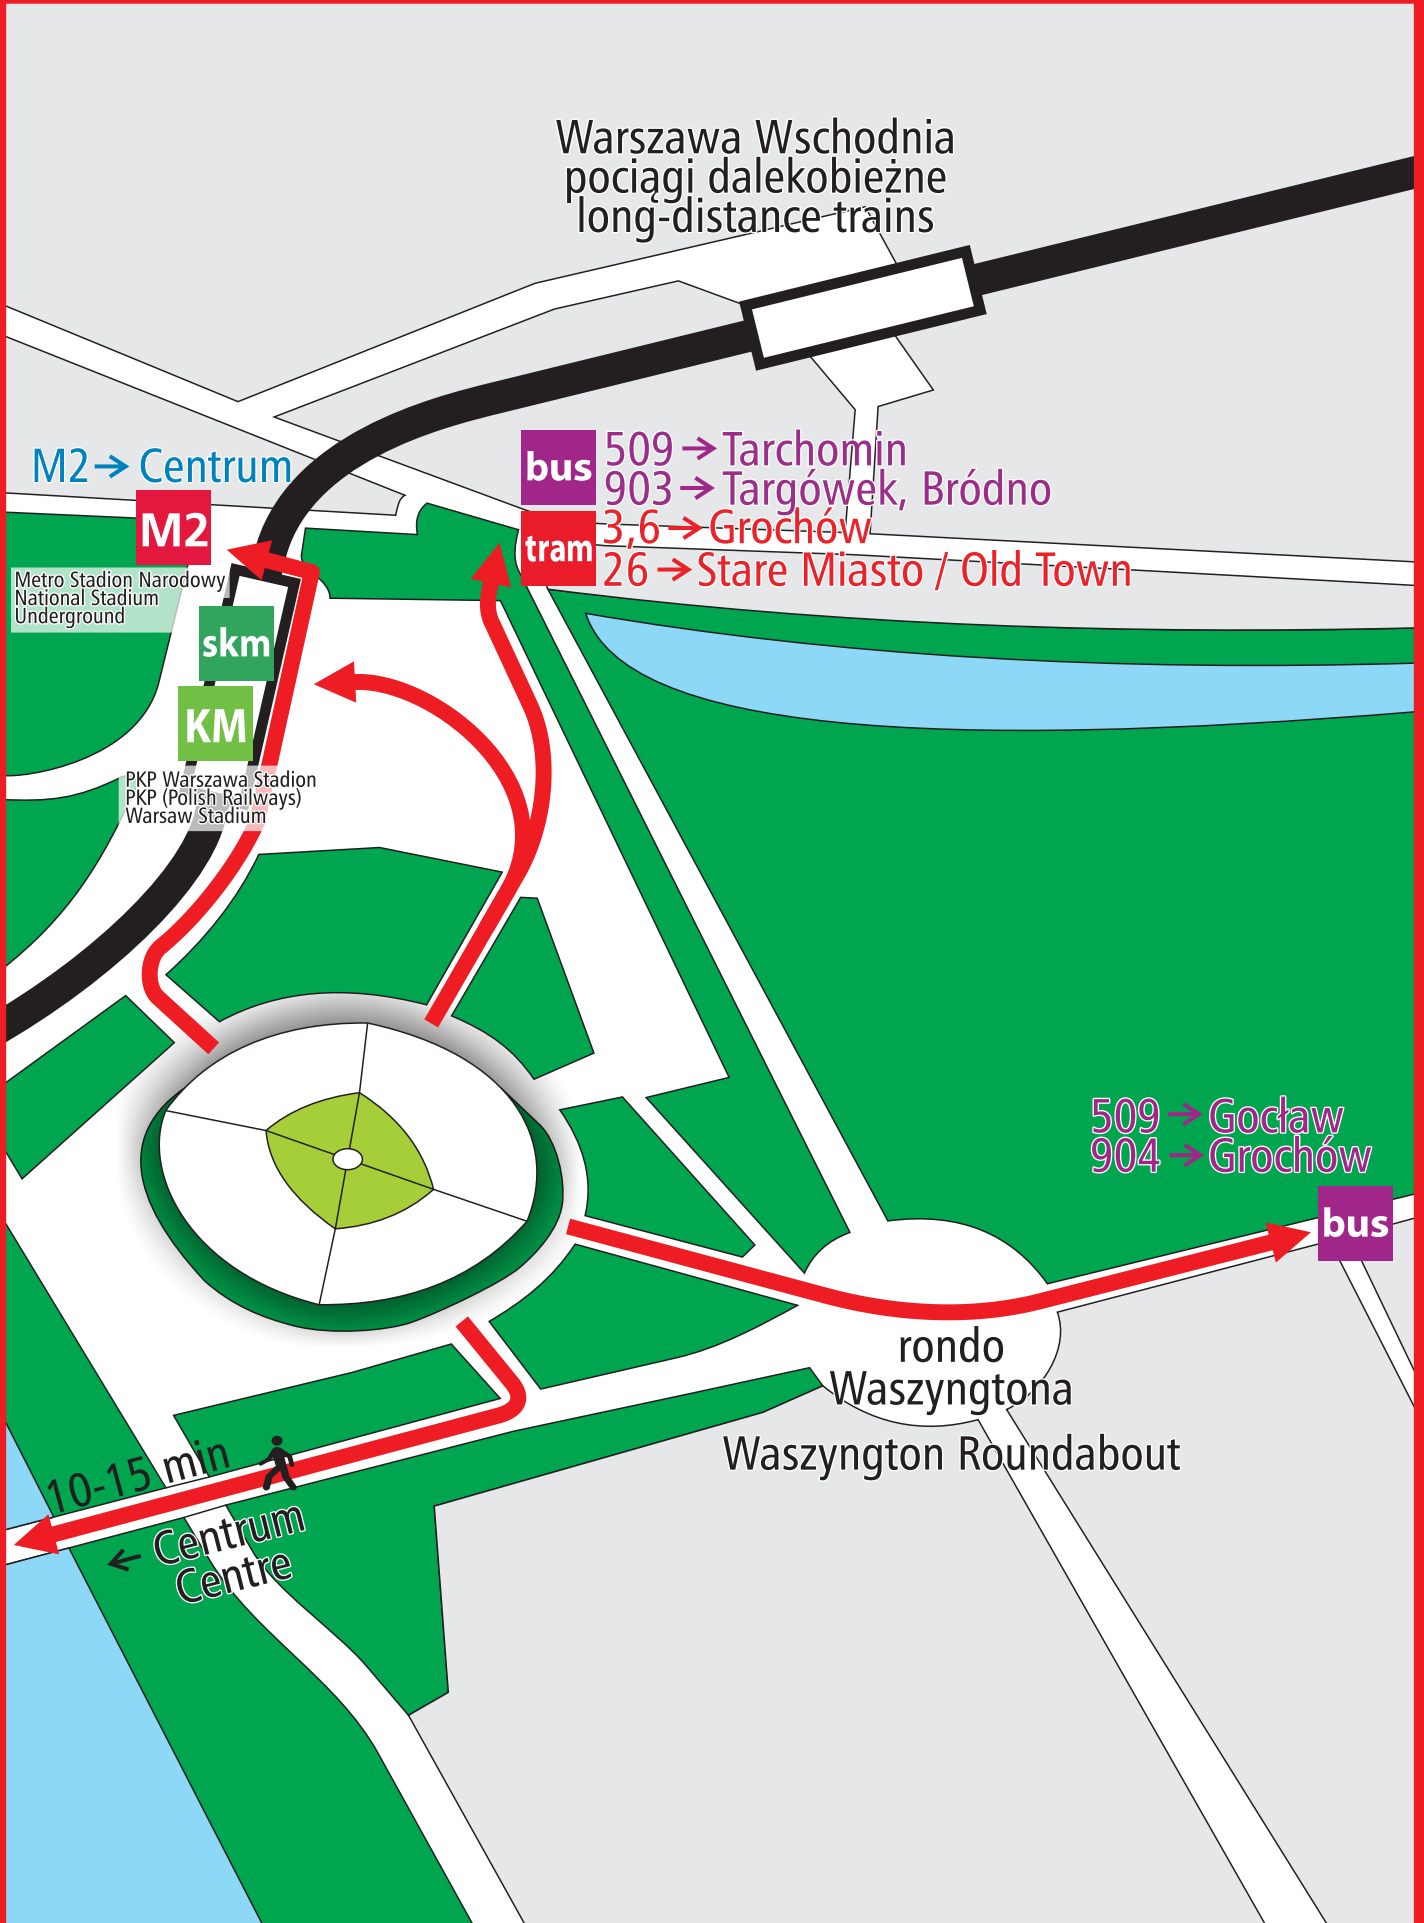 Warszawa Wschodnia
pociągi dalekobieżne
long-distance trains
M2 → Centrum
M2
Metro Stadion Narodowy
National Stadium
Underground
bus
509 → Tarchomin
903 → Targówek, Bródno
tram
3,6 → Grochów
26 → Stare Miasto / Old Town
skm
KM
PKP Warszawa Stadion
PKP (Polish Railways)
Warsaw Stadium
509 → Gocław
904 → Grochów
bus
rondo
Waszyngtona
Waszyngton Roundabout
10-15 min
← Centrum
Centre